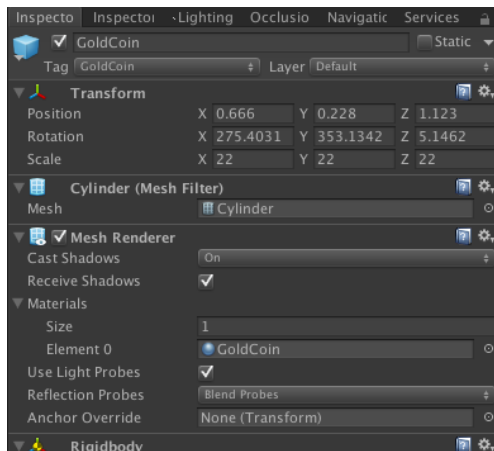 Inspecto Inspector Lighting Occlusio Navigatic Services
GoldCoin Static
Tag GoldCoin Layer Default
Transform
Position X 0.666 Y 0.228 Z 1.123
Rotation X 275.4031 Y 353.1342 Z 5.1462
Scale X 22 Y 22 Z 22
Cylinder (Mesh Filter)
Mesh Cylinder
Mesh Renderer
Cast Shadows On
Receive Shadows
Materials
Size 1
Element 0 GoldCoin
Use Light Probes
Reflection Probes Blend Probes
Anchor Override None (Transform)
Rigidbody